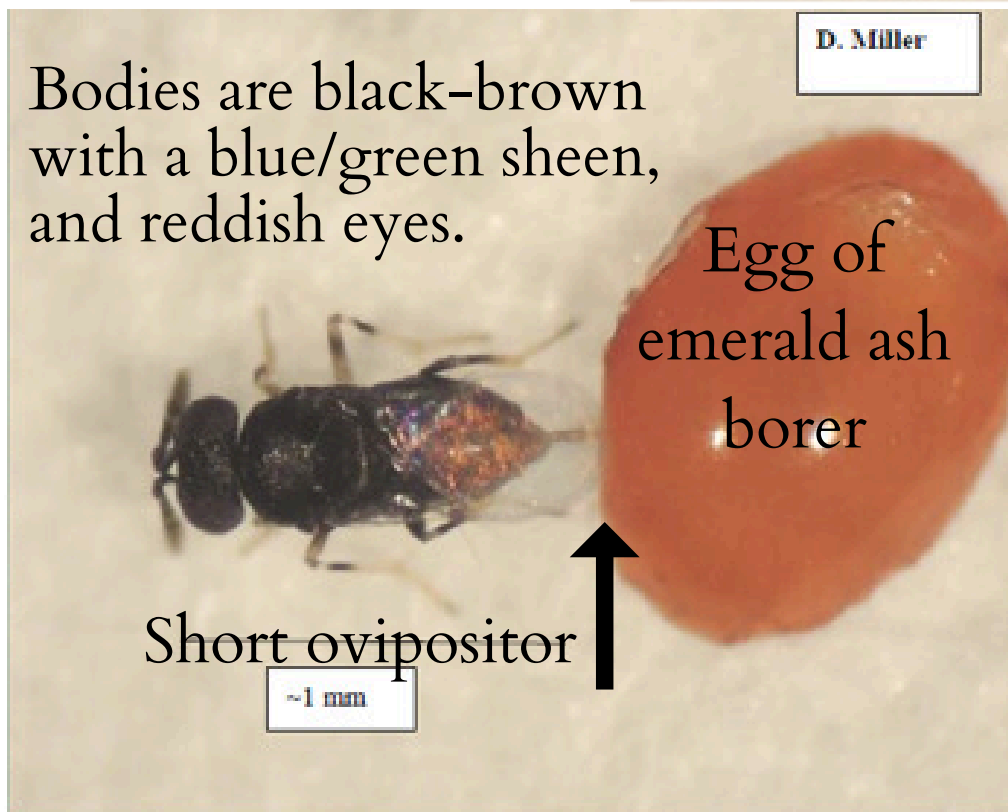 D. Miller
Bodies are black-brown
with a blue/green sheen,
and reddish eyes.
Egg of
emerald ash
borer
Short ovipositor
~1 mm